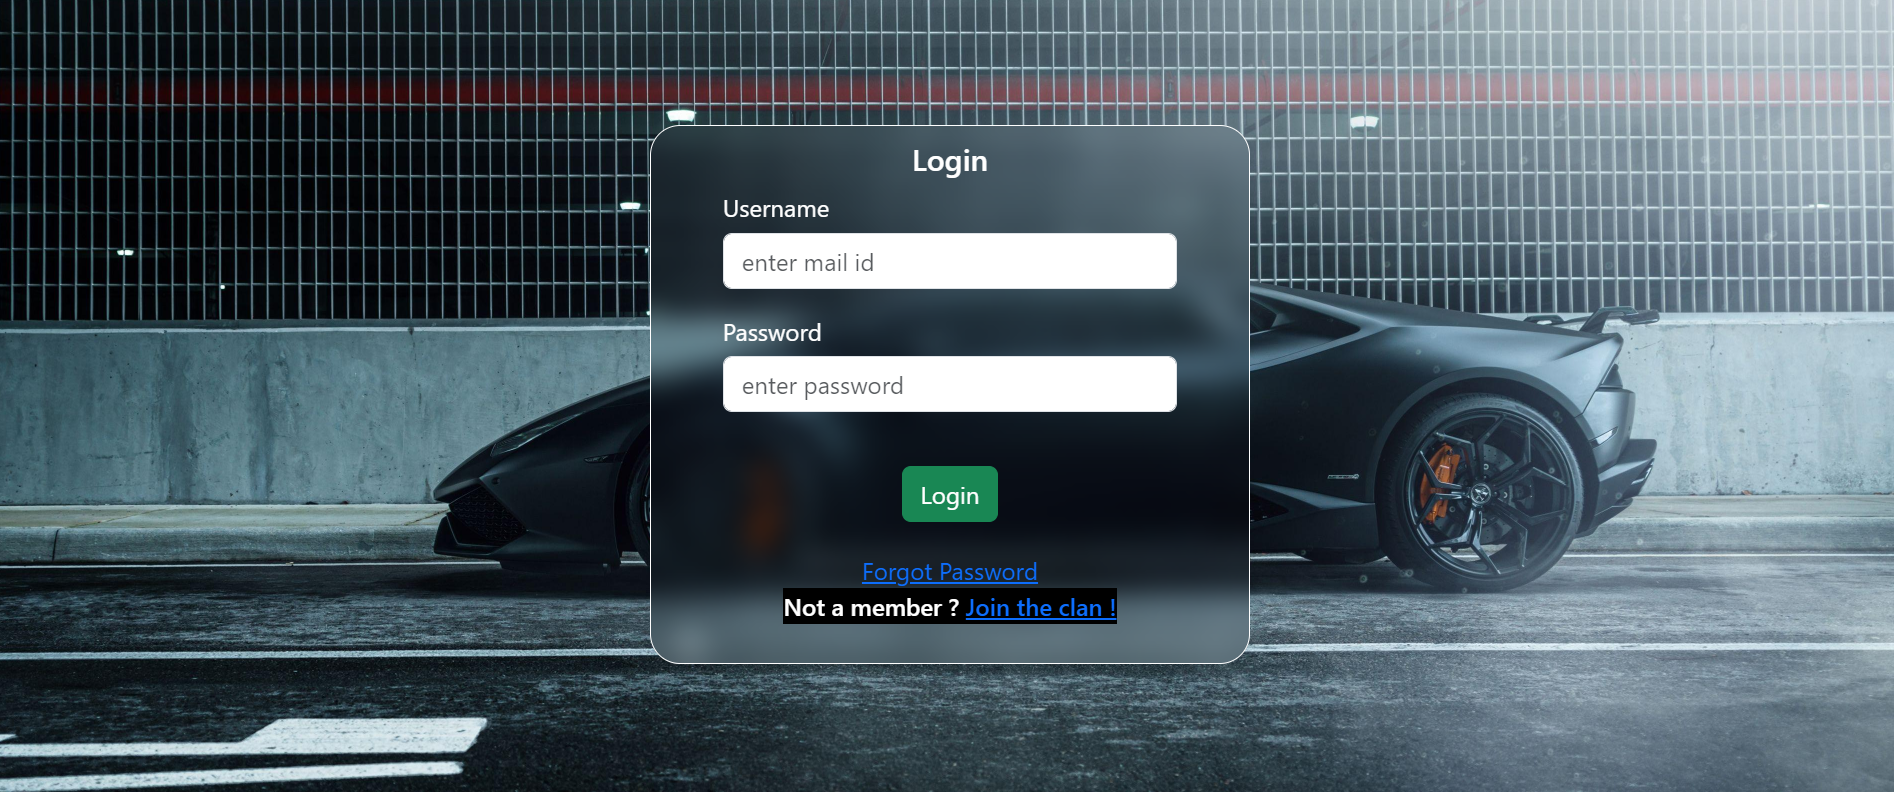 Login
Username
enter mail id
Password
enter password
Login
Forgot Password
Not a member ? Join the clan !